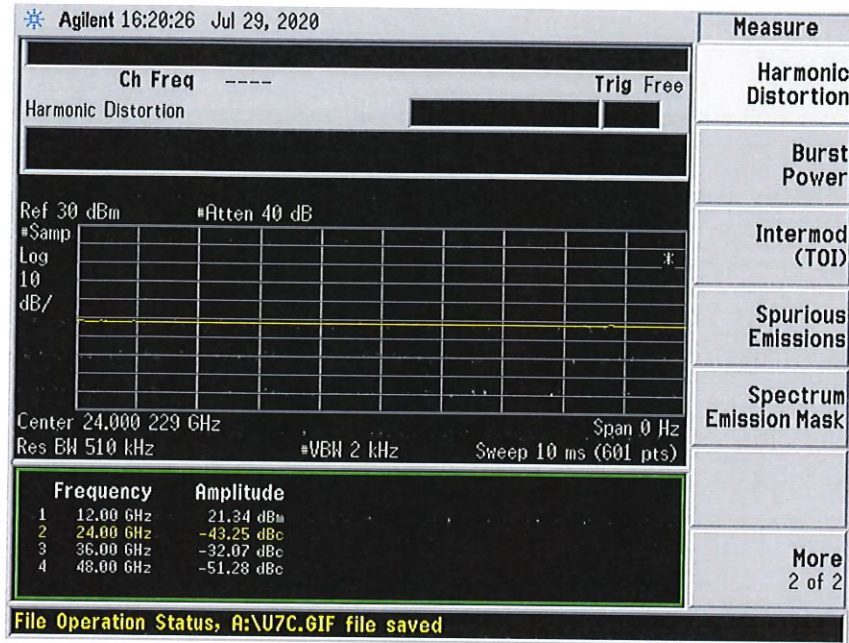 Agilent 16:20:26 Jul 29, 2020
Measure
Ch Freq ----
Trig Free
Harmonic Distortion
Harmonic
Distortion
Burst
Power
Intermod
(TOI)
Spurious
Emissions
Spectrum
Emission Mask
More
2 of 2
Ref 30 dBm #Atten 40 dB
#Samp
Log
10
dB/
Center 24.000 229 GHz Span 0 Hz
Res BW 510 kHz #VBW 2 kHz Sweep 10 ms (601 pts)
Frequency Amplitude
1 12.00 GHz 21.34 dBm
2 24.00 GHz -43.25 dBc
3 36.00 GHz -32.07 dBc
4 48.00 GHz -51.28 dBc
File Operation Status, A:\U7C.GIF file saved